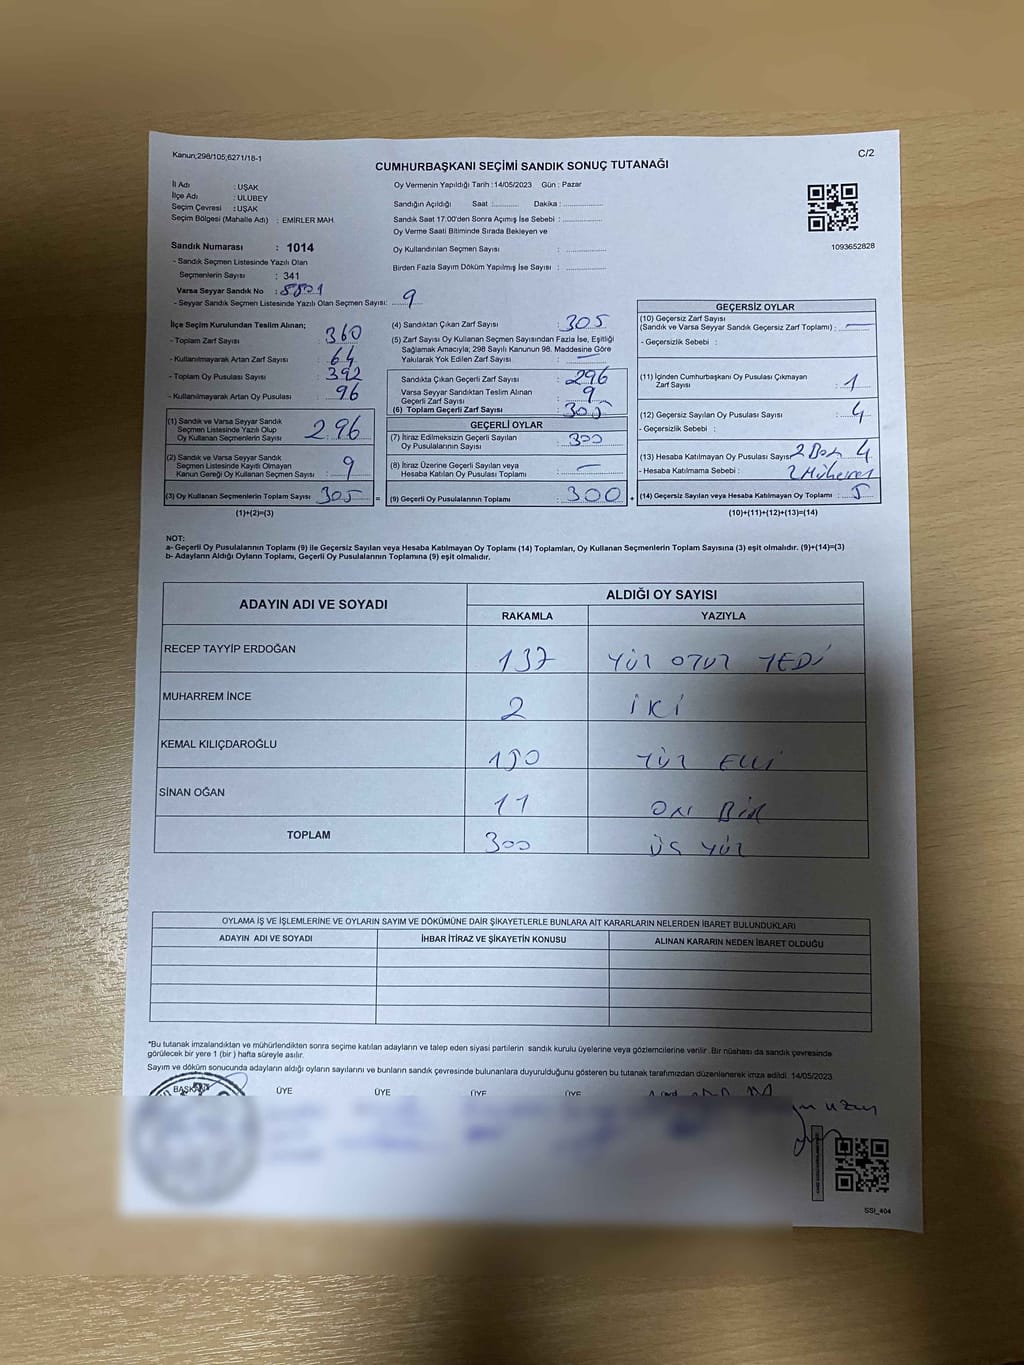 Kanun;298/105,6271/18-1
C/2
CUMHURBAŞKANI SEÇİMİ SANDIK SONUÇ TUTANAĞI
İl Adı : UŞAK
İlçe Adı : ULUBEY
Seçim Çevresi : UŞAK
Seçim Bölgesi (Mahalle Adı) : EMİRLER MAH.
Sandık Numarası : 1014
- Sandık Seçmen Listesinde Yazılı Olan
Seçmenlerin Sayısı : 341
Varsa Seyyar Sandık No :
- Seyyar Sandık Seçmen Listesinde Yazılı Olan Seçmen Sayısı: 9
Oy Vermenin Yapıldığı Tarih : 14/05/2023 Gün : Pazar
Sandığın Açıldığı Saat :............ Dakika :................
Sandık Saat 17:00'den Sonra Açımış İse Sebebi :................
Oy Verme Saati Bitiminde Sırada Bekleyen ve
Oy Kullandırılan Seçmen Sayısı :................
Birden Fazla Sayım Döküm Yapılmış İse Sayısı :................
1093652828
İlçe Seçim Kurulundan Teslim Alınan;
- Toplam Zarf Sayısı : 360
- Kullanılmayarak Artan Zarf Sayısı : 64
- Toplam Oy Pusulası Sayısı : 392
- Kullanılmayarak Artan Oy Pusulası : 96
(1) Sandık ve Varsa Seyyar Sandık
Seçmen Listesinde Yazılı Olup
Oy Kullanan Seçmenlerin Sayısı : 296
(2) Sandık ve Varsa Seyyar Sandık
Seçmen Listesinde Kayıtlı Olmayan
Kanun Gereği Oy Kullanan Seçmen Sayısı : 9
(3) Oy Kullanan Seçmenlerin Toplam Sayısı : 305 =
(1)+(2)=(3)
(4) Sandıktan Çıkan Zarf Sayısı : 305
(5) Zarf Sayısı Oy Kullanan Seçmen Sayısından Fazla İse, Eşitliği
Sağlamak Amacıyla; 298 Sayılı Kanunun 98. Maddesine Göre
Yakılarak Yok Edilen Zarf Sayısı : —
Sandıkta Çıkan Geçerli Zarf Sayısı : 296
Varsa Seyyar Sandıktan Teslim Alınan
Geçerli Zarf Sayısı : 9
(6) Toplam Geçerli Zarf Sayısı : 305
GEÇERLİ OYLAR
(7) İtiraz Edilmeksizin Geçerli Sayılan
Oy Pusulalarının Sayısı : 300
(8) İtiraz Üzerine Geçerli Sayılan veya
Hesaba Katılan Oy Pusulası Toplamı : —
(9) Geçerli Oy Pusulalarının Toplamı : 300 +
GEÇERSİZ OYLAR
(10) Geçersiz Zarf Sayısı
(Sandık ve Varsa Seyyar Sandık Geçersiz Zarf Toplamı) : —
- Geçersizlik Sebebi :
(11) İçinden Cumhurbaşkanı Oy Pusulası Çıkmayan
Zarf Sayısı : 1
(12) Geçersiz Sayılan Oy Pusulası Sayısı : 4
- Geçersizlik Sebebi :
(13) Hesaba Katılmayan Oy Pusulası Sayısı : 2 Boş 4
- Hesaba Katılmama Sebebi : 2
(14) Geçersiz Sayılan veya Hesaba Katılmayan Oy Toplamı : 5
(10)+(11)+(12)+(13)=(14)
NOT:
a- Geçerli Oy Pusulalarının Toplamı (9) ile Geçersiz Sayılan veya Hesaba Katılmayan Oy Toplamı (14) Toplamları, Oy Kullanan Seçmenlerin Toplam Sayısına (3) eşit olmalıdır. (9)+(14)=(3)
b- Adayların Aldığı Oyların Toplamı, Geçerli Oy Pusulalarının Toplamına (9) eşit olmalıdır.
ADAYIN ADI VE SOYADI ALDIĞI OY SAYISI
RAKAMLA YAZIYLA
RECEP TAYYİP ERDOĞAN 137 YÜZ OTUZ YEDİ
MUHARREM İNCE 2 İKİ
KEMAL KILIÇDAROĞLU 150 YÜZ ELLİ
SİNAN OĞAN 11 ON BİR
TOPLAM 300 ÜÇ YÜZ
OYLAMA İŞ VE İŞLEMLERİNE VE OYLARIN SAYIM VE DÖKÜMÜNE DAİR ŞİKAYETLERLE BUNLARA AİT KARARLARIN NELERDEN İBARET BULUNDUKLARI
ADAYIN ADI VE SOYADI İHBAR İTİRAZ VE ŞİKAYETİN KONUSU ALINAN KARARIN NEDEN İBARET OLDUĞU
*Bu tutanak imzalandıktan ve mühürlendikten sonra seçime katılan adayların ve talep eden siyasi partilerin sandık kurulu üyelerine veya gözlemcilerine verilir. Bir nüshası da sandık çevresinde
görülecek bir yere 1 (bir ) hafta süreyle asılır.
Sayım ve döküm sonucunda adayların aldığı oyların sayılarını ve bunların sandık çevresinde bulunanlara duyurulduğunu gösteren bu tutanak tarafımızdan düzenlenerek imza edildi. 14/05/2023
BAŞKAN ÜYE ÜYE ÜYE ÜYE
SSI_404